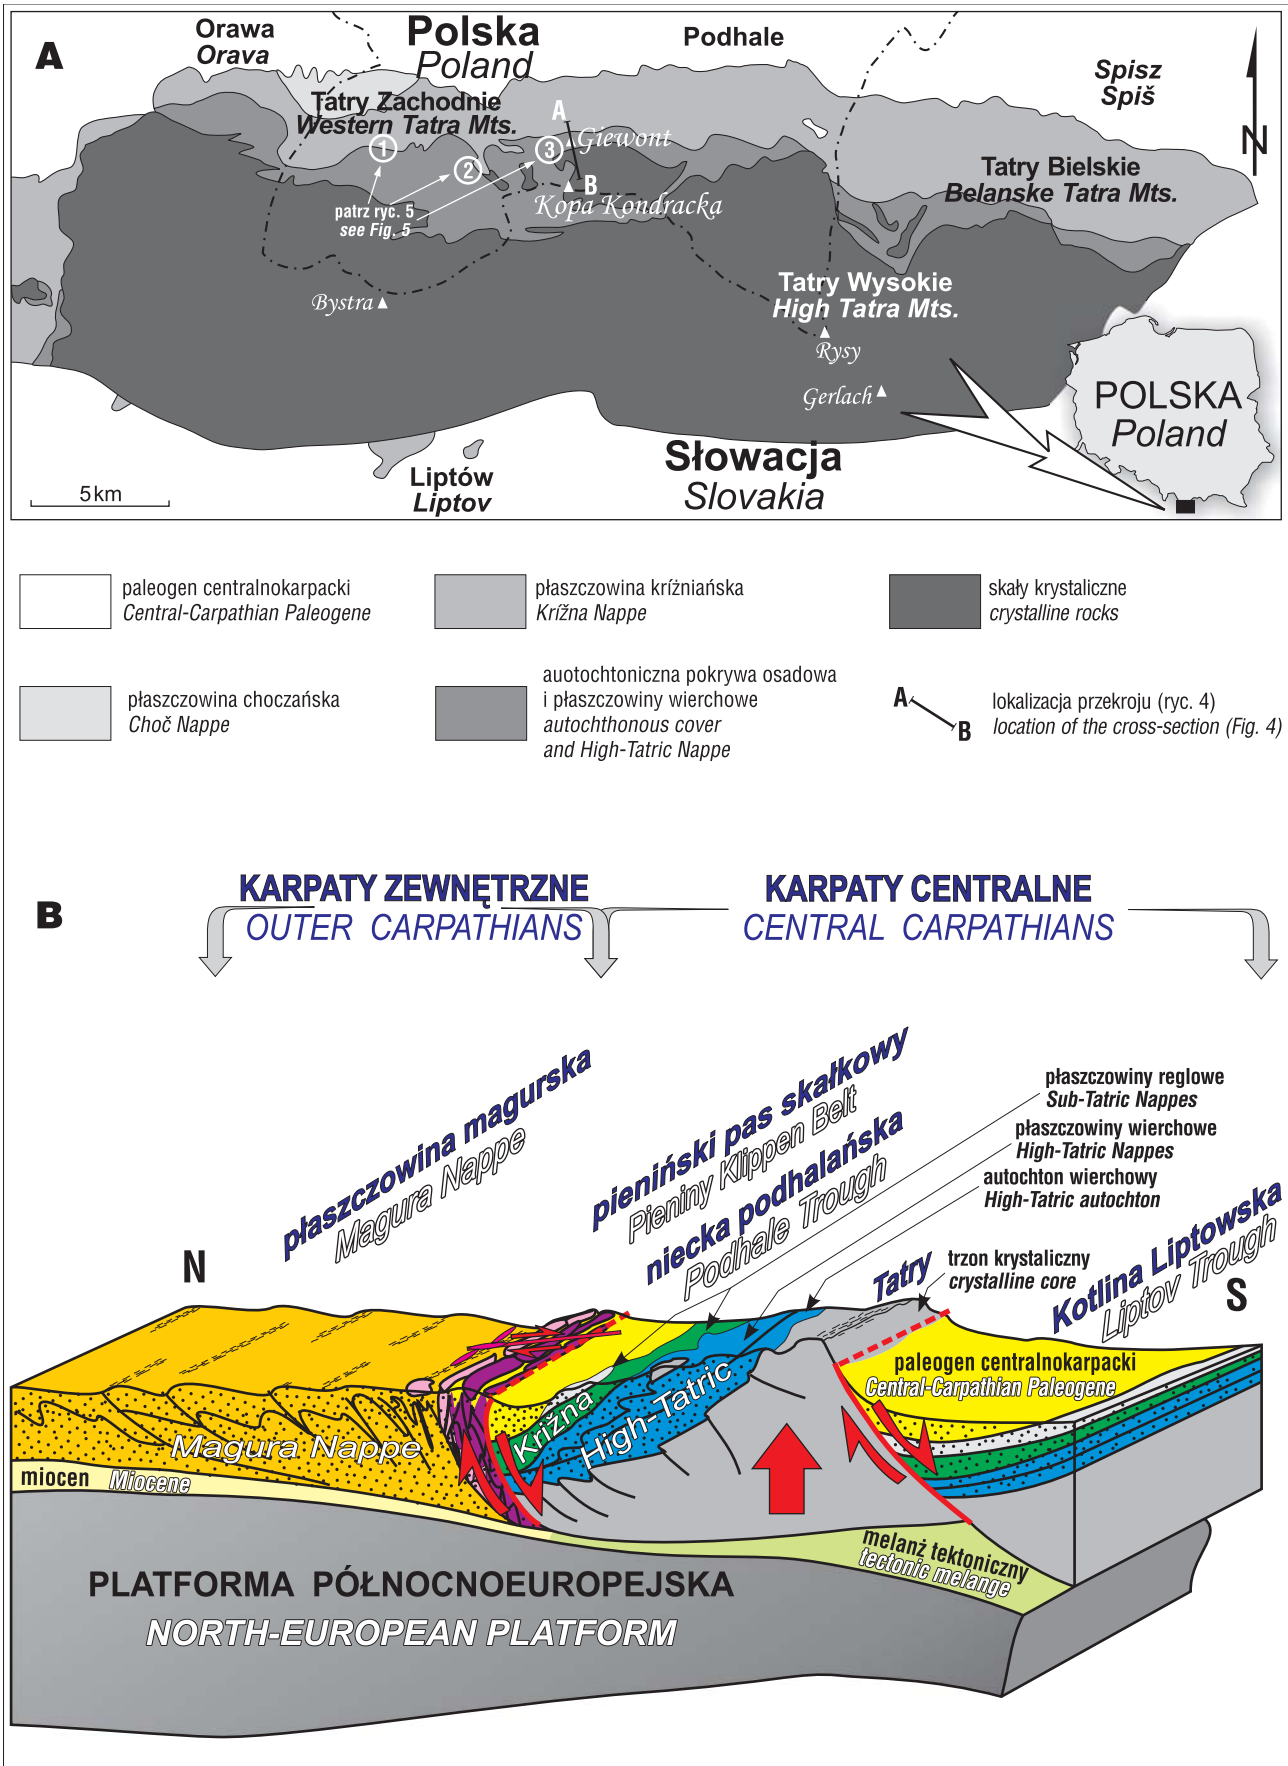 A
Orawa
Orava
Polska
Poland
Podhale
Spisz
Spiš
N
Tatry Zachodnie
Western Tatra Mts.
A
1
2
3
Giewont
B
Kopa Kondracka
patrz ryc. 5
see Fig. 5
Tatry Bielskie
Belanske Tatra Mts.
Bystra
Tatry Wysokie
High Tatra Mts.
Rysy
Gerlach
POLSKA
Poland
Słowacja
Slovakia
Liptów
Liptov
5 km
paleogen centralnokarpacki
Central-Carpathian Paleogene
płaszczowina kríżniańska
Krížna Nappe
skały krystaliczne
crystalline rocks
płaszczowina choczańska
Choč Nappe
auotochtoniczna pokrywa osadowa
i płaszczowiny wierchowe
autochthonous cover
and High-Tatric Nappe
A
B
lokalizacja przekroju (ryc. 4)
location of the cross-section (Fig. 4)
B
KARPATY ZEWNĘTRZNE
OUTER CARPATHIANS
KARPATY CENTRALNE
CENTRAL CARPATHIANS
płaszczowina magurska
Magura Nappe
pieniński pas skałkowy
Pieniny Klippen Belt
niecka podhalańska
Podhale Trough
płaszczowiny reglowe
Sub-Tatric Nappes
płaszczowiny wierchowe
High-Tatric Nappes
autochton wierchowy
High-Tatric autochton
Tatry
trzon krystaliczny
crystalline core
Kotlina Liptowska
Liptov Trough
N
S
paleogen centralnokarpacki
Central-Carpathian Paleogene
Križna
High-Tatric
Magura Nappe
miocen Miocene
melanż tektoniczny
tectonic melange
PLATFORMA PÓŁNOCNOEUROPEJSKA
NORTH-EUROPEAN PLATFORM